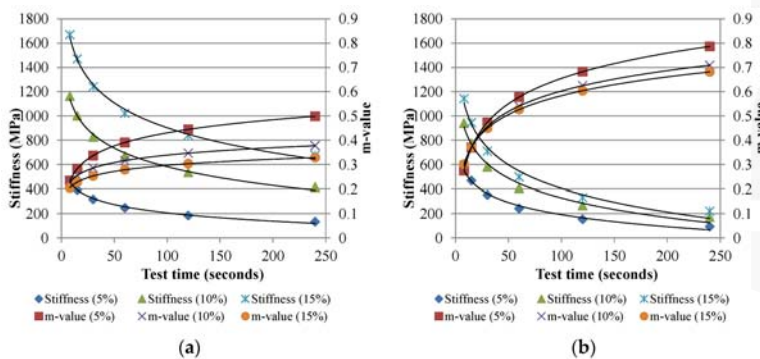 1800 0.9 1800 0.9
1600 0.8 1600 0.8
1400 0.7 1400 0.7
1200 0.6 1200 0.6
1000 0.5 1000 0.5
800 0.4 800 0.4
600 0.3 600 0.3
400 0.2 400 0.2
200 0.1 200 0.1
0 0 0 0
Stiffness (MPa) m-value Stiffness (MPa) m-value
0 50 100 150 200 250 0 50 100 150 200 250
Test time (seconds) Test time (seconds)
Stiffness (5%) Stiffness (10%) Stiffness (15%) Stiffness (5%) Stiffness (10%) Stiffness (15%)
m-value (5%) m-value (10%) m-value (15%) m-value (5%) m-value (10%) m-value (15%)
(a) (b)